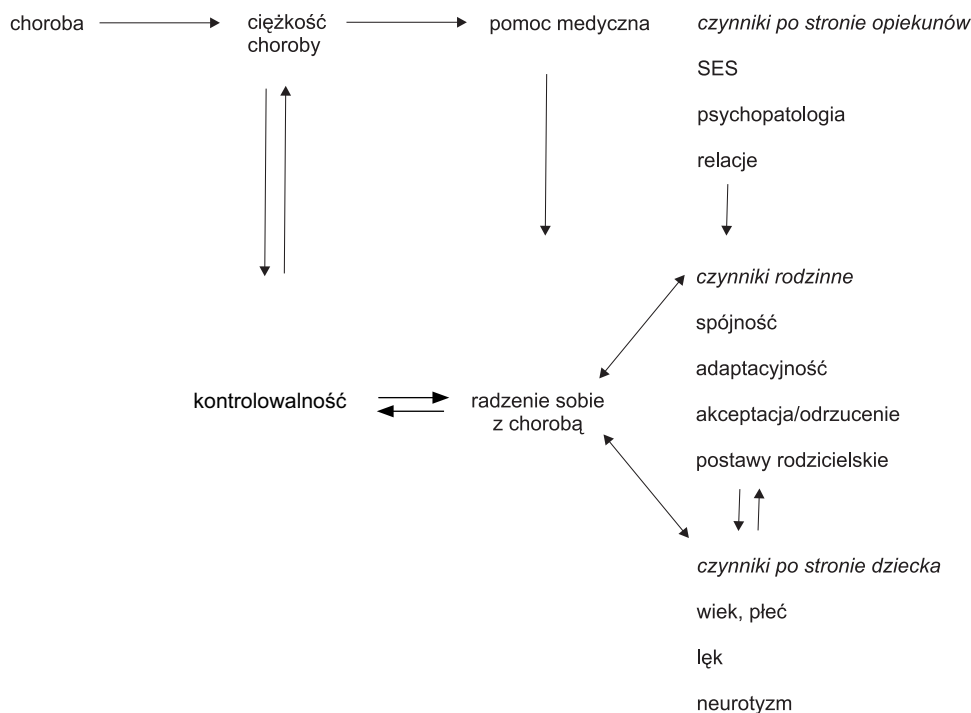 choroba
ciężkość
choroby
pomoc medyczna
czynniki po stronie opiekunów
SES
psychopatologia
relacje
czynniki rodzinne
spójność
adaptacyjność
akceptacja/odrzucenie
postawy rodzicielskie
kontrolowalność
radzenie sobie
z chorobą
czynniki po stronie dziecka
wiek, płeć
lęk
neurotyzm